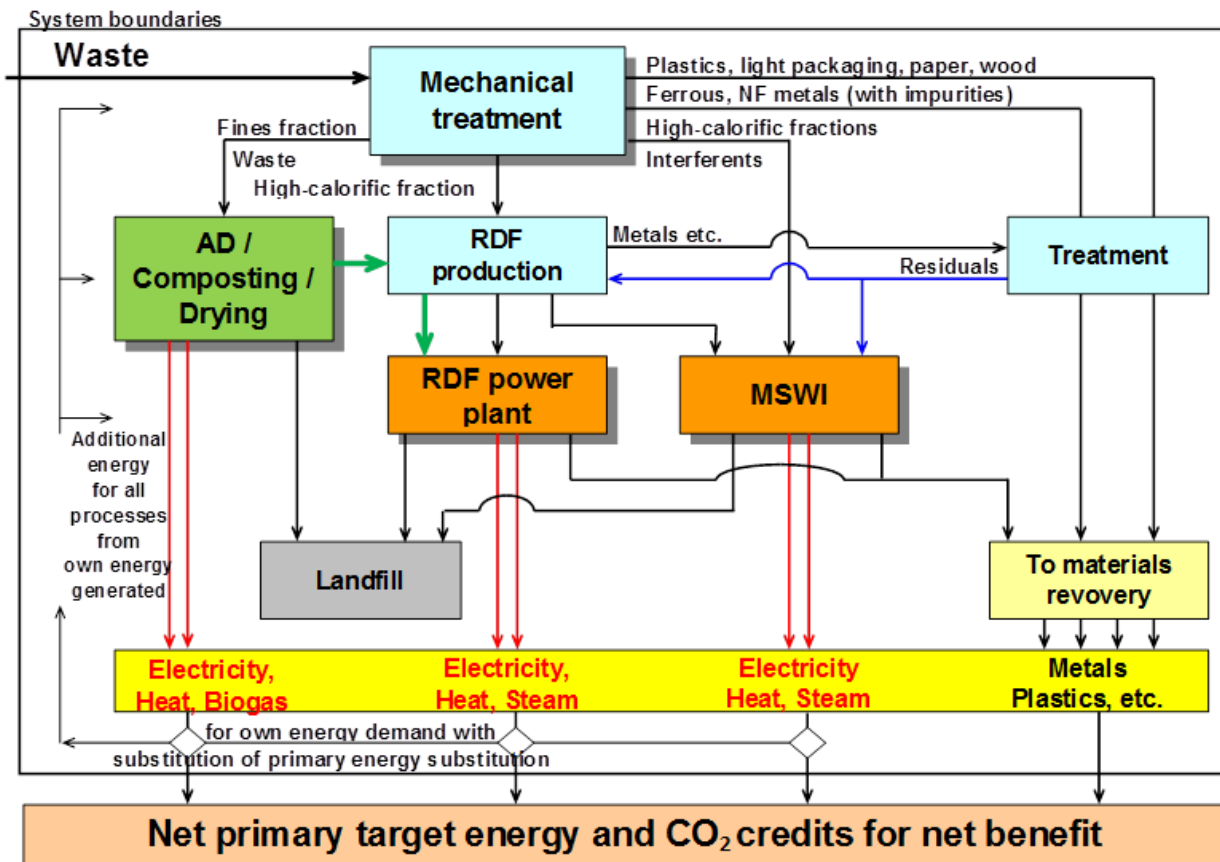 System boundaries
Waste
Mechanical
treatment
Plastics, light packaging, paper, wood
Ferrous, NF metals (with impurities)
High-calorific fractions
Interferents
Fines fraction
Waste
High-calorific fraction
AD /
Composting /
Drying
RDF
production
Metals etc.
Residuals
Treatment
RDF power
plant
MSWI
Additional
energy
for all
processes
from
own energy
generated
Landfill
To materials
revovery
Electricity,
Heat, Biogas
Electricity,
Heat, Steam
Electricity
Heat, Steam
Metals
Plastics, etc.
for own energy demand with
substitution of primary energy substitution
Net primary target energy and CO₂ credits for net benefit